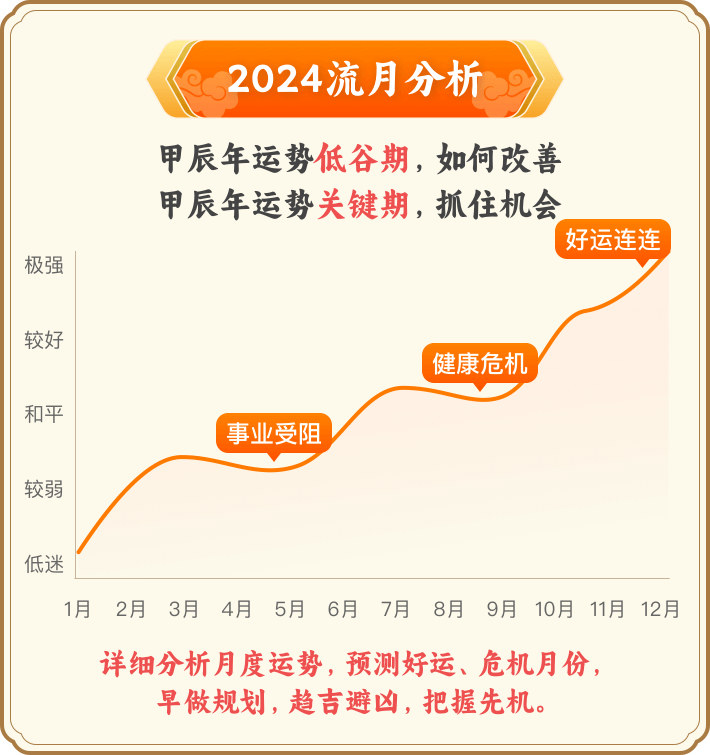 2024流月分析
甲辰年运势低谷期，如何改善
甲辰年运势关键期，抓住机会
好运连连
极强
较好
健康危机
和平
事业受阻
较弱
低迷
1月 2月 3月 4月 5月 6月 7月 8月 9月 10月 11月 12月
详细分析月度运势，预测好运、危机月份，
早做规划，趋吉避凶，把握先机。